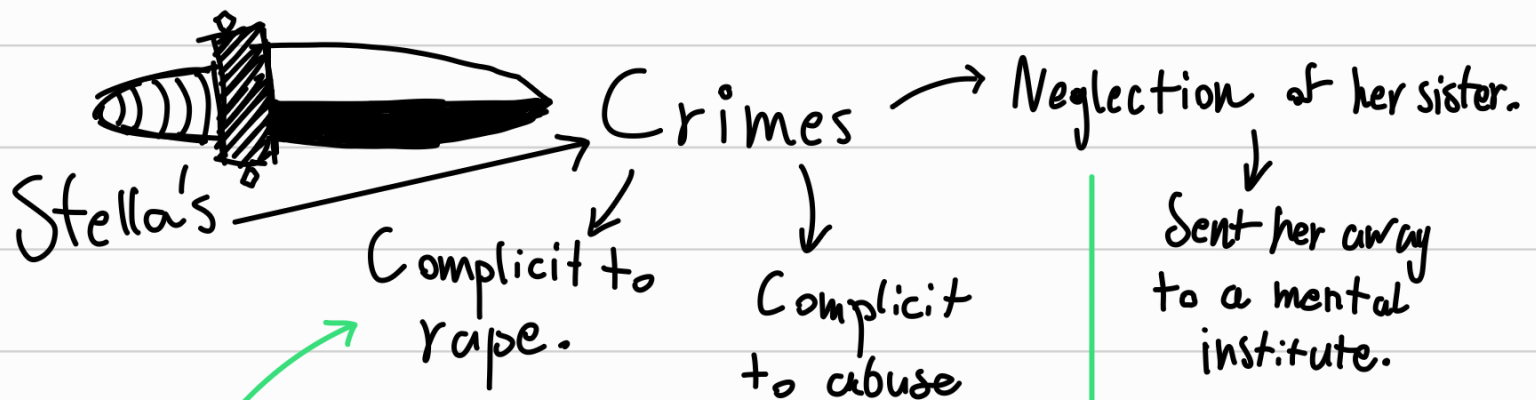 Stella's
Crimes
Neglection of her sister.
Sent her away
to a mental
institute.
Complicit to
rape.
Complicit
to abuse